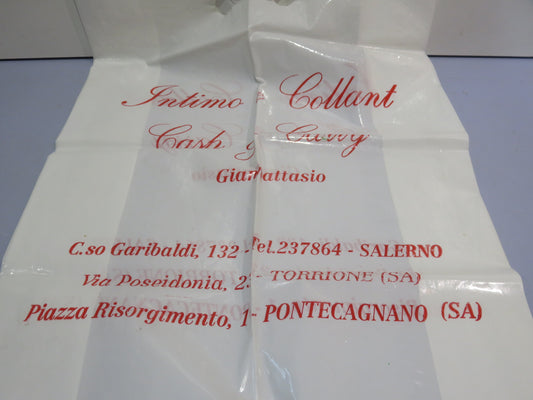 Intimo & Collant
Cash & Carry
Giambattasio
C.so Garibaldi, 132 - Tel.237864 - SALERNO
Via Poseidonia, - TORRIONE (SA)
Piazza Risorgimento, 1 - PONTECAGNANO (SA)